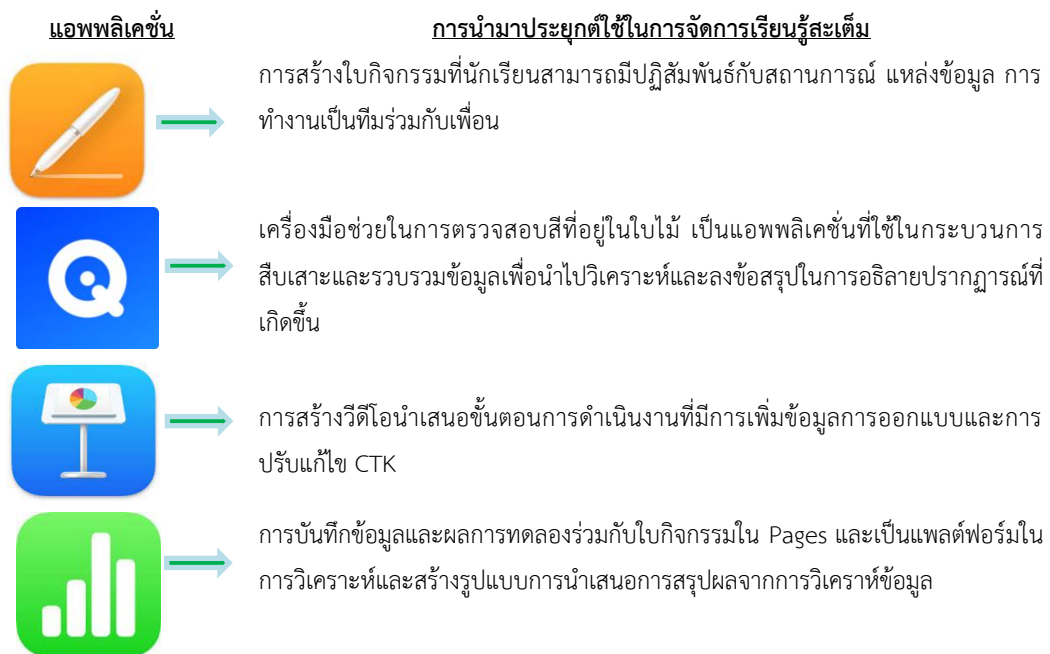 แอพพลิเคชั่น การนำมาประยุกต์ใช้ในการจัดการเรียนรู้สะเต็ม
การสร้างใบกิจกรรมที่นักเรียนสามารถมีปฏิสัมพันธ์กับสถานการณ์ แหล่งข้อมูล การ
ทำงานเป็นทีมร่วมกับเพื่อน
Q
เครื่องมือช่วยในการตรวจสอบสีที่อยู่ในใบไม้ เป็นแอพพลิเคชั่นที่ใช้ในกระบวนการ
สืบเสาะและรวบรวมข้อมูลเพื่อนำไปวิเคราะห์และลงข้อสรุปในการอธิลายปรากฏารณ์ที่
เกิดขึ้น
การสร้างวีดีโอนำเสนอขั้นตอนการดำเนินงานที่มีการเพิ่มข้อมูลการออกแบบและการ
ปรับแก้ไข CTK
การบันทึกข้อมูลและผลการทดลองร่วมกับใบกิจกรรมใน Pages และเป็นแพลต์ฟอร์มใน
การวิเคราะห์และสร้างรูปแบบการนำเสนอการสรุปผลจากการวิเคราห์ข้อมูล